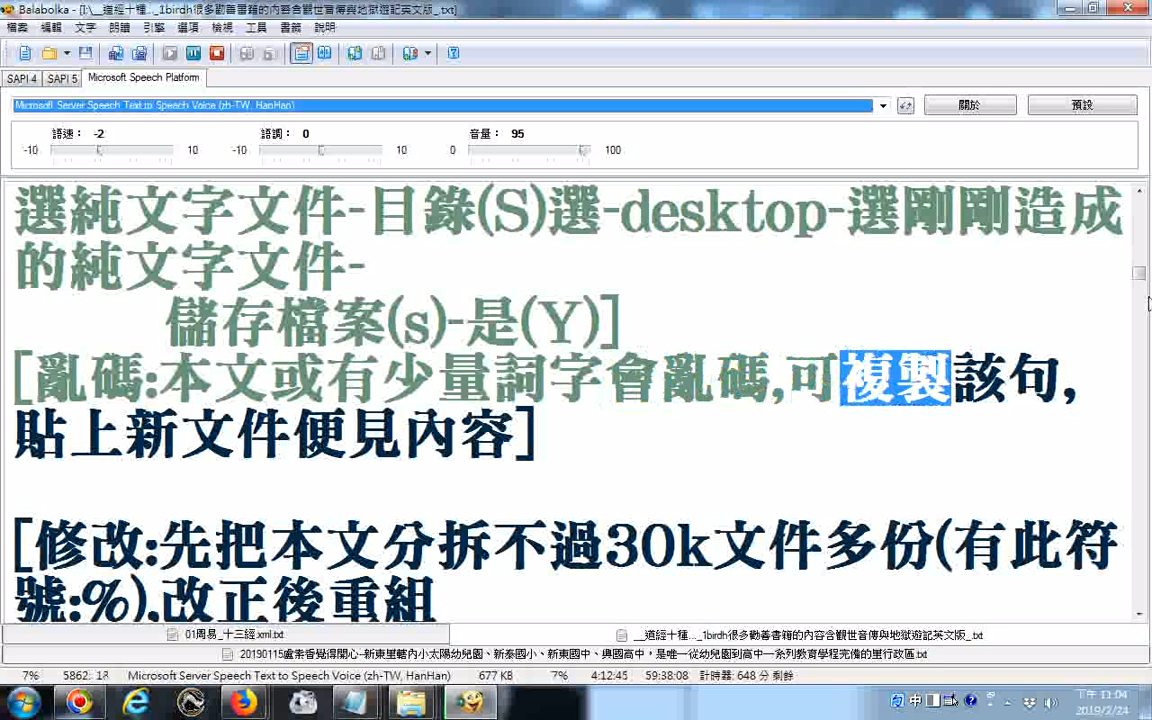 Balabolka - [I:\__道經十種..._1birdh很多勸善書籍的內容含觀世音傳與地獄遊記英文版_.txt]
檔案 編輯 文字 朗讀 引擎 選項 檢視 工具 書籤 說明
SAPI 4 SAPI 5 Microsoft Speech Platform
Microsoft Server Speech Text to Speech Voice (zh-TW, HanHan) 關於 預設
語速： -2 語調： 0 音量： 95
-10 10 -10 10 0 100
選純文字文件-目錄(S)選-desktop-選剛剛造成
的純文字文件-
儲存檔案(s)-是(Y)]
[亂碼:本文或有少量詞字會亂碼,可複製該句,
貼上新文件便見內容]
[修改:先把本文分拆不過30k文件多份(有此符
號:%),改正後重組
01周易_十三經.xml.txt __道經十種..._1birdh很多勸善書籍的內容含觀世音傳與地獄遊記英文版_.txt
20190115盧素香覺得開心-新東里轄內小太陽幼兒園、新泰國小、新東國中、興國高中，是唯一從幼兒園到高中一系列教育學程完備的里行政區.txt
7% 5862: 18 Microsoft Server Speech Text to Speech Voice (zh-TW, HanHan) 677 KB 7% 4:12:45 59:38:08 計時器: 648 分 剩餘
中 下午 11:04
2019/2/24